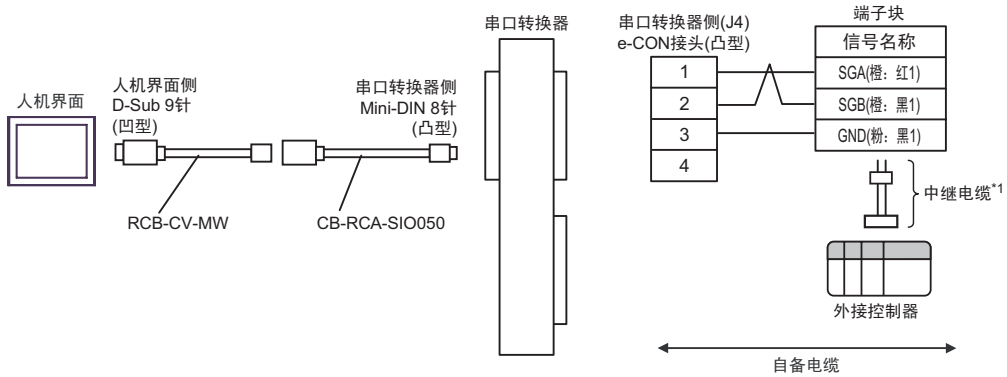 串口转换器
串口转换器侧(J4)
e-CON接头(凸型)
端子块
信号名称
1
SGA(橙：红1)
2
SGB(橙：黑1)
3
GND(粉：黑1)
4
人机界面
人机界面侧
D-Sub 9针
(凹型)
串口转换器侧
Mini-DIN 8针
(凸型)
RCB-CV-MW
CB-RCA-SIO050
中继电缆*1
外接控制器
自备电缆